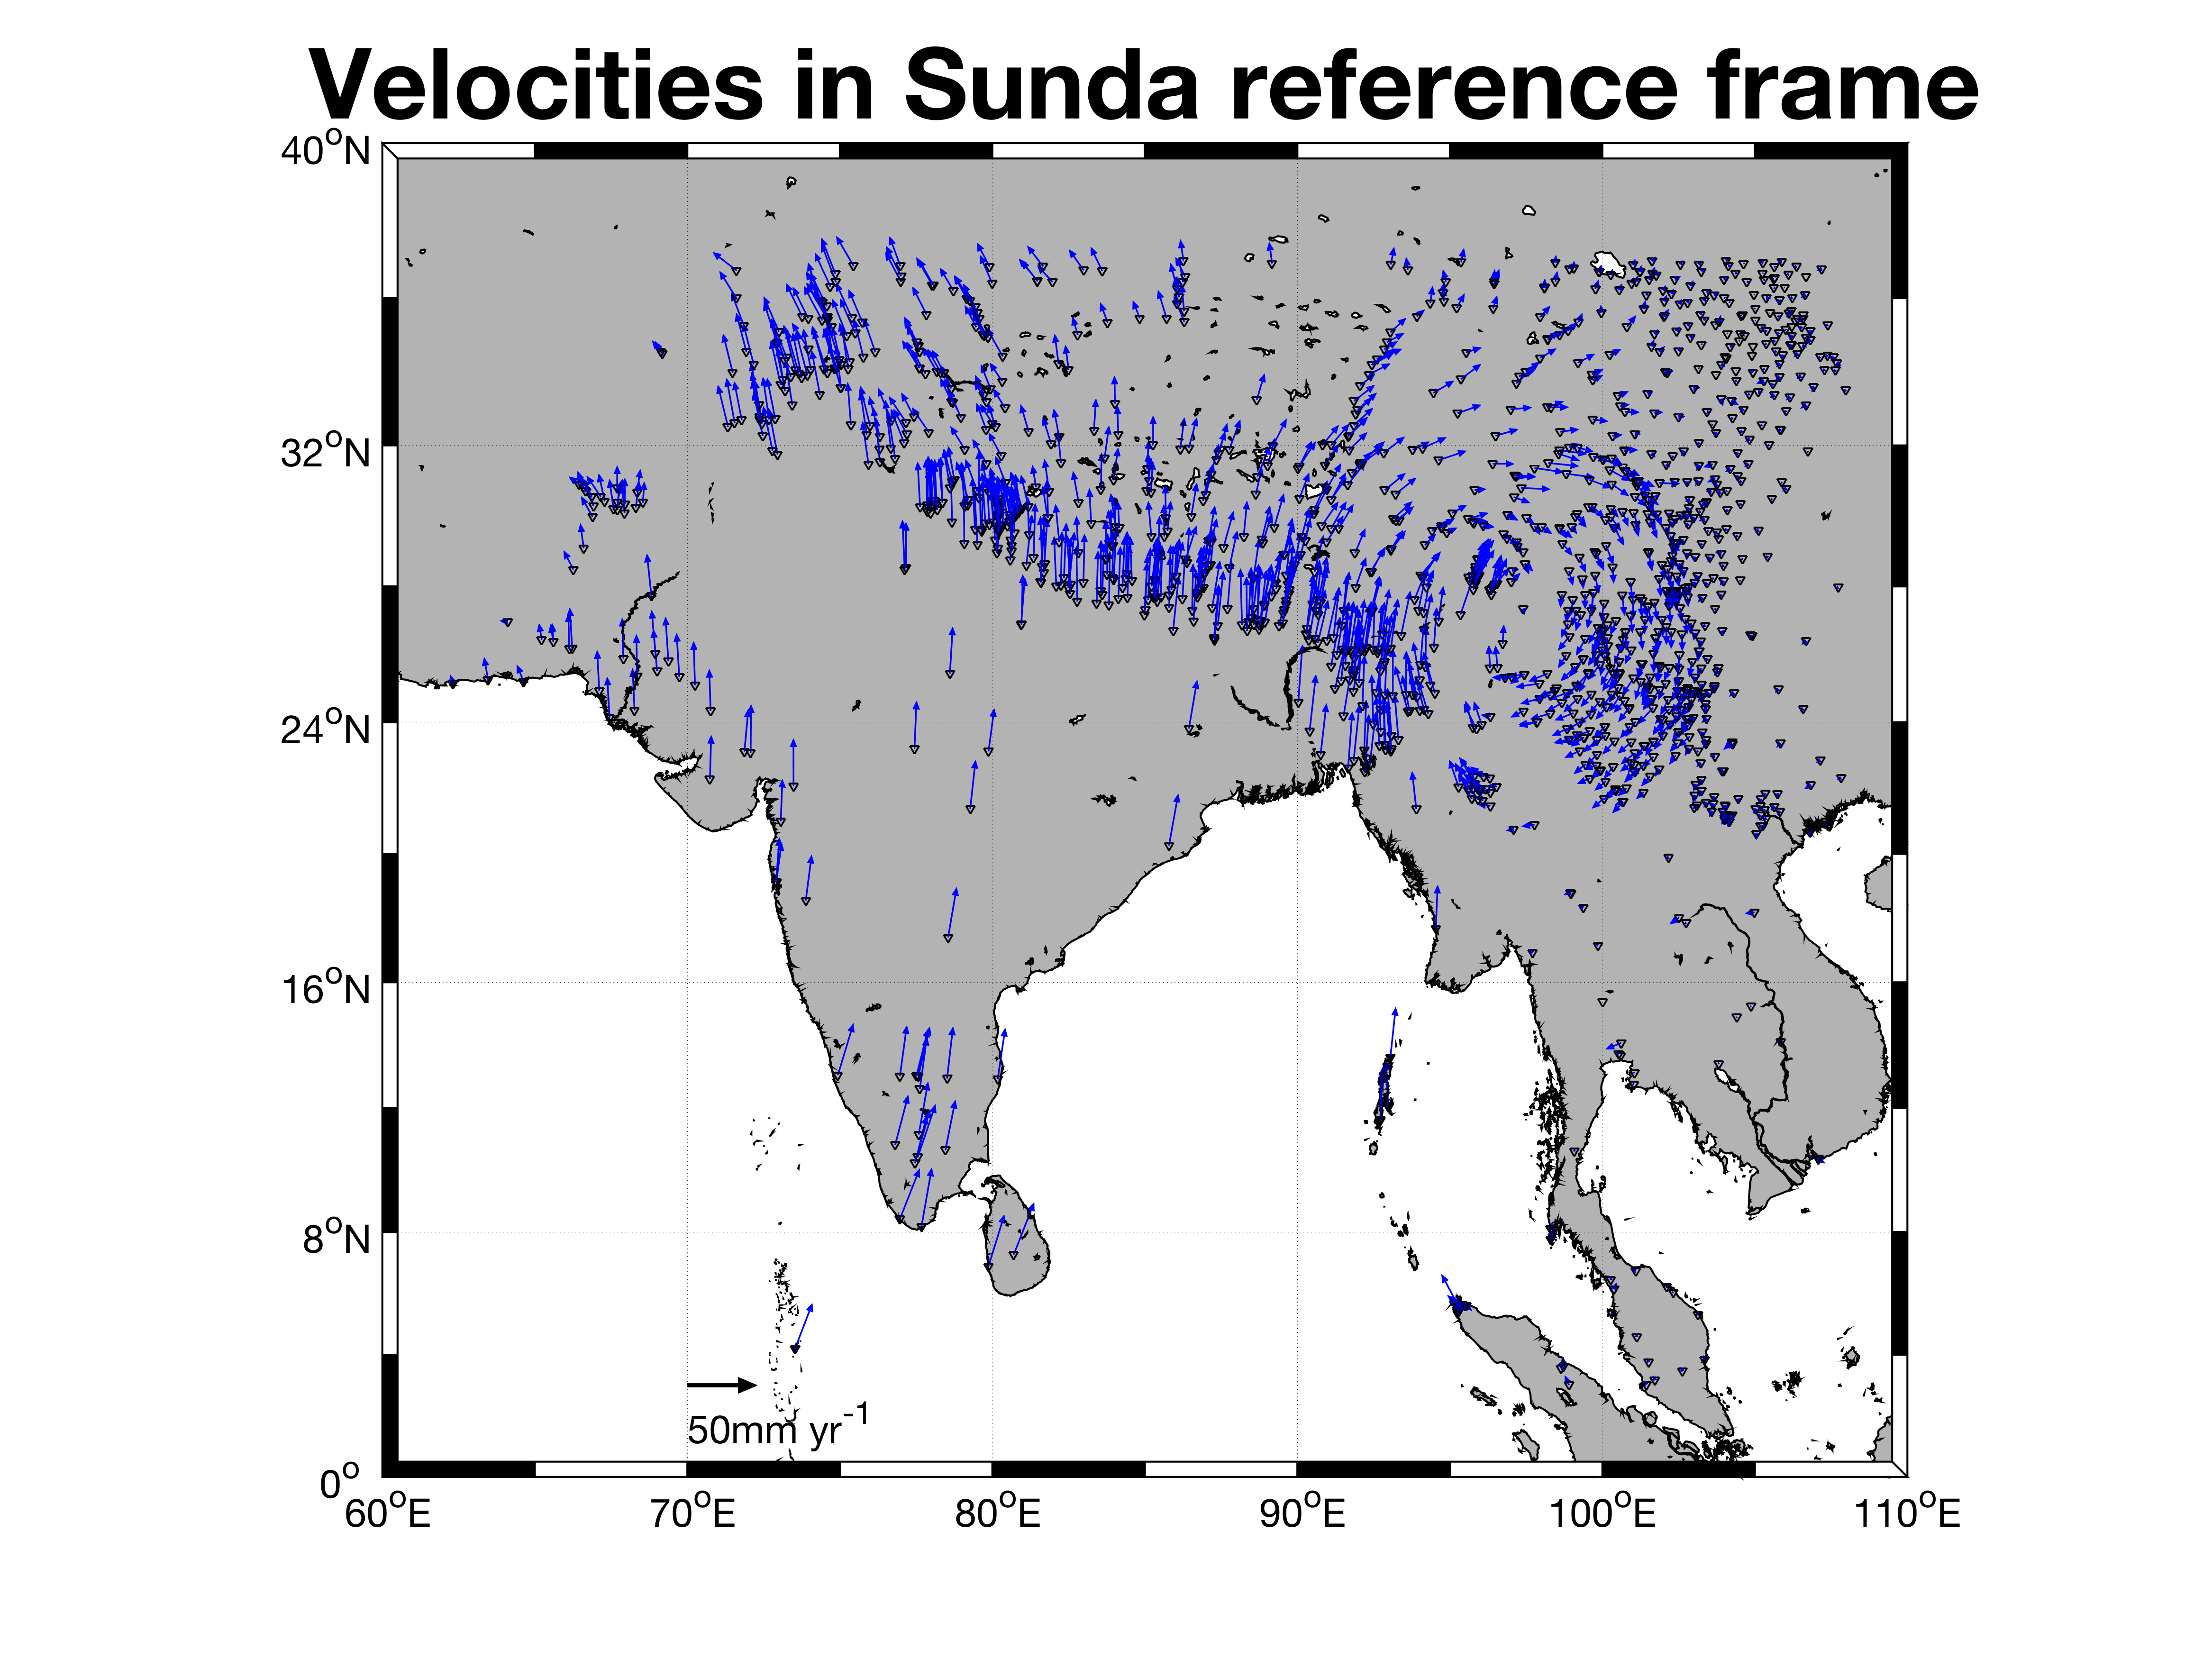 Velocities in Sunda reference frame
40°N
32°N
24°N
16°N
8°N
0°
50mm yr⁻¹
60°E 70°E 80°E 90°E 100°E 110°E